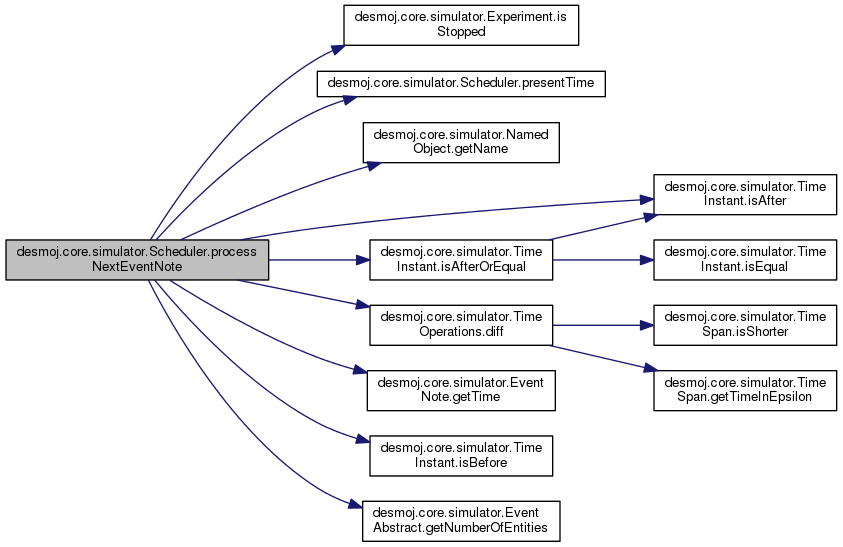 desmoj.core.simulator.Experiment.is
Stopped
desmoj.core.simulator.Scheduler.presentTime
desmoj.core.simulator.Named
Object.getName
desmoj.core.simulator.Time
Instant.isAfter
desmoj.core.simulator.Scheduler.process
NextEventNote
desmoj.core.simulator.Time
Instant.isAfterOrEqual
desmoj.core.simulator.Time
Instant.isEqual
desmoj.core.simulator.Time
Operations.diff
desmoj.core.simulator.Time
Span.isShorter
desmoj.core.simulator.Event
Note.getTime
desmoj.core.simulator.Time
Span.getTimeInEpsilon
desmoj.core.simulator.Time
Instant.isBefore
desmoj.core.simulator.Event
Abstract.getNumberOfEntities